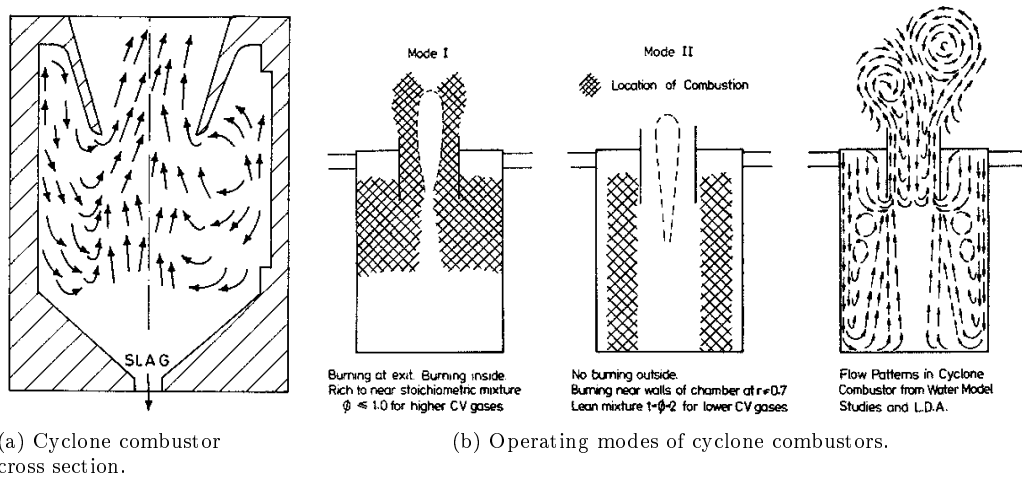 SLAG
(a) Cyclone combustor
cross section.
Mode I
Mode II
Location of Combustion
Burning at exit. Burning inside.
Rich to near stoichiometric mixture
φ ≤ 1.0 for higher CV gases
No burning outside.
Burning near walls of chamber at r≠0.7
Lean mixture 1-φ-2 for lower CV gases
Flow Patterns in Cyclone
Combustor from Water Model
Studies and L.D.A.
(b) Operating modes of cyclone combustors.